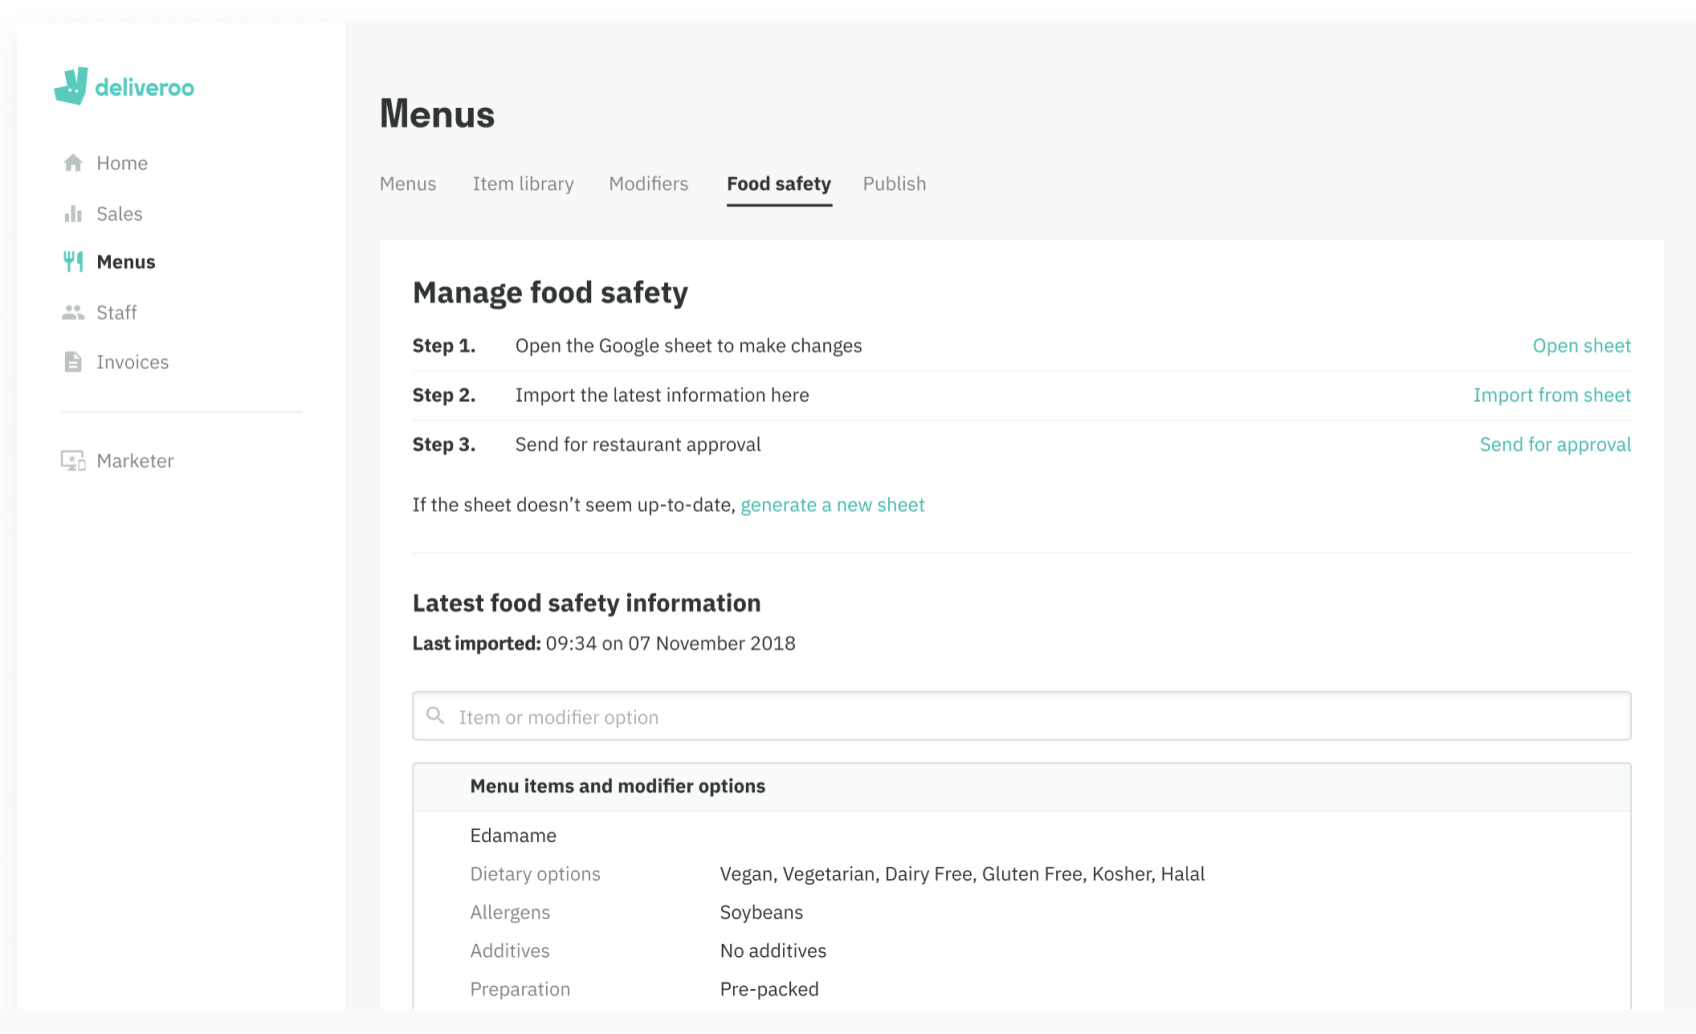 deliveroo
Home
Sales
Menus
Staff
Invoices
Marketer
Menus
Menus Item library Modifiers Food safety Publish
Manage food safety
Step 1. Open the Google sheet to make changes Open sheet
Step 2. Import the latest information here Import from sheet
Step 3. Send for restaurant approval Send for approval
If the sheet doesn’t seem up-to-date, generate a new sheet
Latest food safety information
Last imported: 09:34 on 07 November 2018
Item or modifier option
Menu items and modifier options
Edamame
Dietary options Vegan, Vegetarian, Dairy Free, Gluten Free, Kosher, Halal
Allergens Soybeans
Additives No additives
Preparation Pre-packed